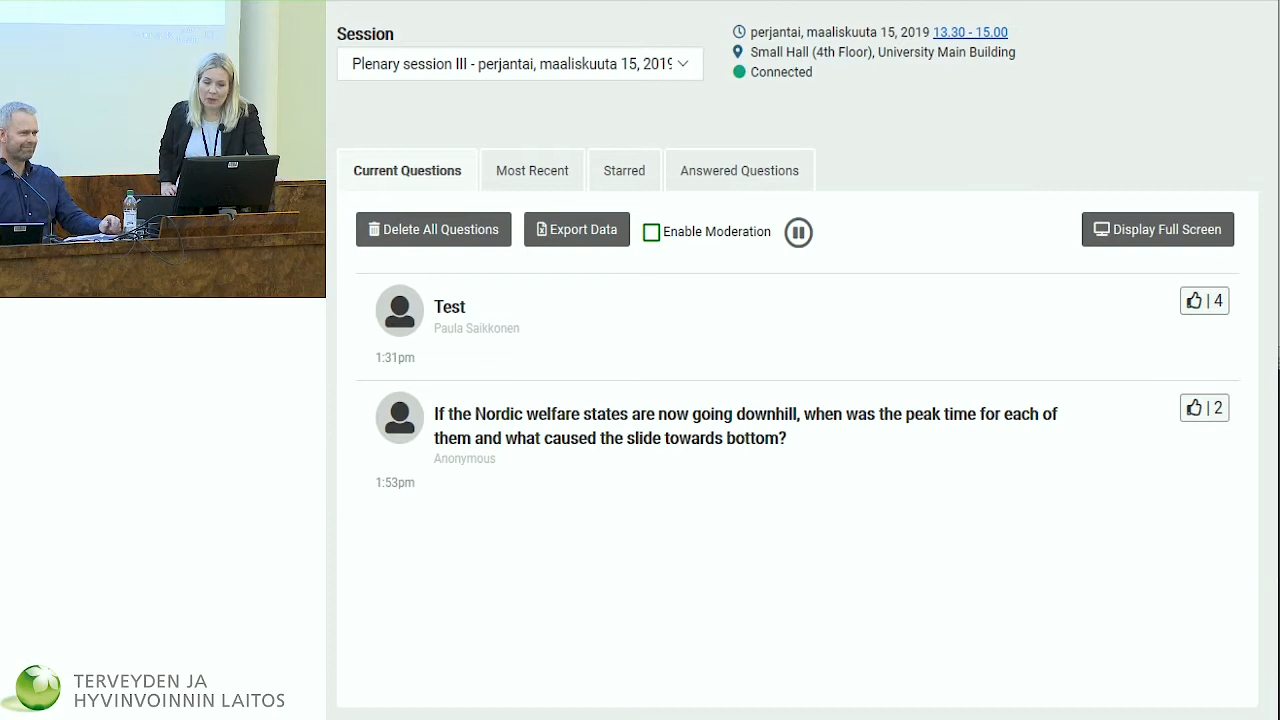 Session
Plenary session III - perjantai, maaliskuuta 15, 2019
perjantai, maaliskuuta 15, 2019 13.30 - 15.00
Small Hall (4th Floor), University Main Building
Connected
Current Questions
Most Recent
Starred
Answered Questions
Delete All Questions
Export Data
Enable Moderation
Display Full Screen
Test
Paula Saikkonen
| 4
1:31pm
If the Nordic welfare states are now going downhill, when was the peak time for each of
them and what caused the slide towards bottom?
Anonymous
| 2
1:53pm
TERVEYDEN JA
HYVINVOINNIN LAITOS